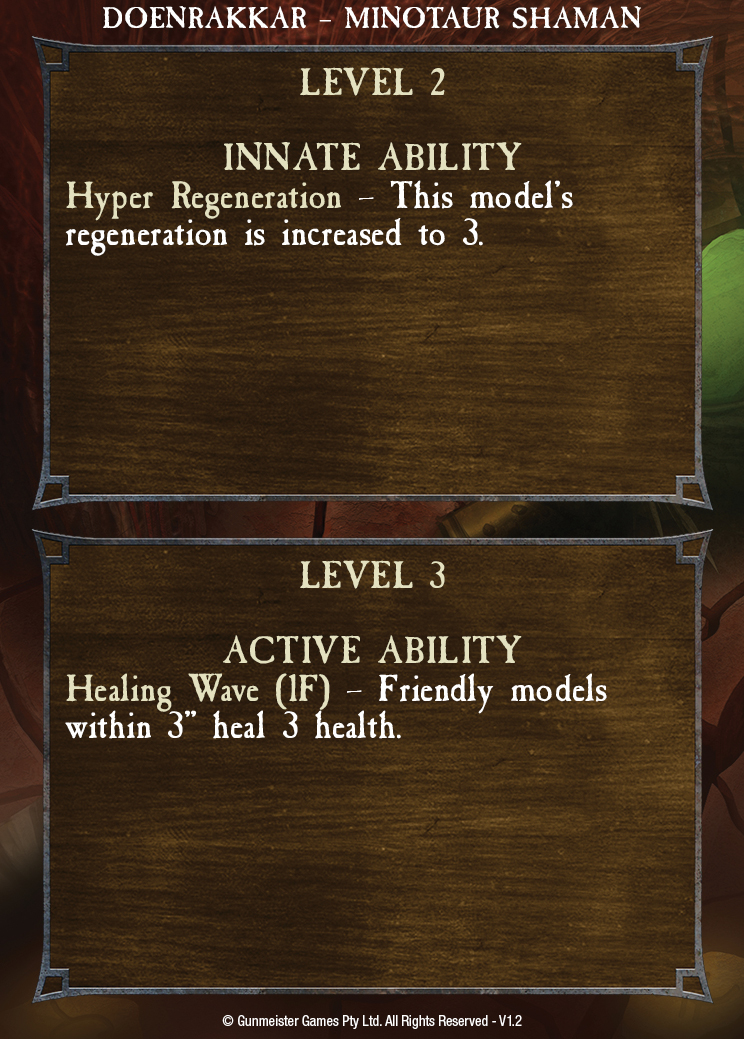 DOENRAKKAR – MINOTAUR SHAMAN
LEVEL 2
INNATE ABILITY
Hyper Regeneration – This model's
regeneration is increased to 3.
LEVEL 3
ACTIVE ABILITY
Healing Wave (1F) – Friendly models
within 3” heal 3 health.
© Gunmeister Games Pty Ltd. All Rights Reserved - V1.2